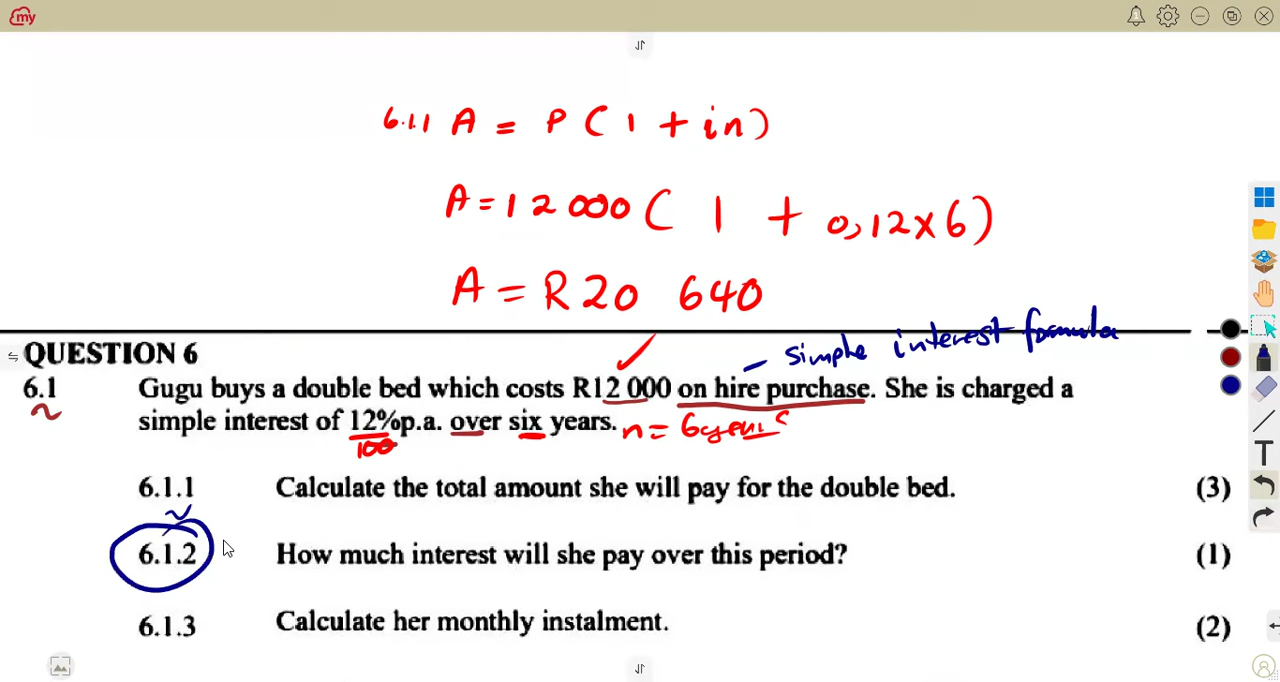 my
6.1.1 A = P ( 1 + in )
A = 12 000 ( 1 + 0,12 x 6 )
A = R 20 640
simple interest formula
QUESTION 6
6.1 Gugu buys a double bed which costs R12 000 on hire purchase. She is charged a
simple interest of 12%p.a. over six years. n = 6years
100
6.1.1 Calculate the total amount she will pay for the double bed. (3)
6.1.2 How much interest will she pay over this period? (1)
6.1.3 Calculate her monthly instalment. (2)